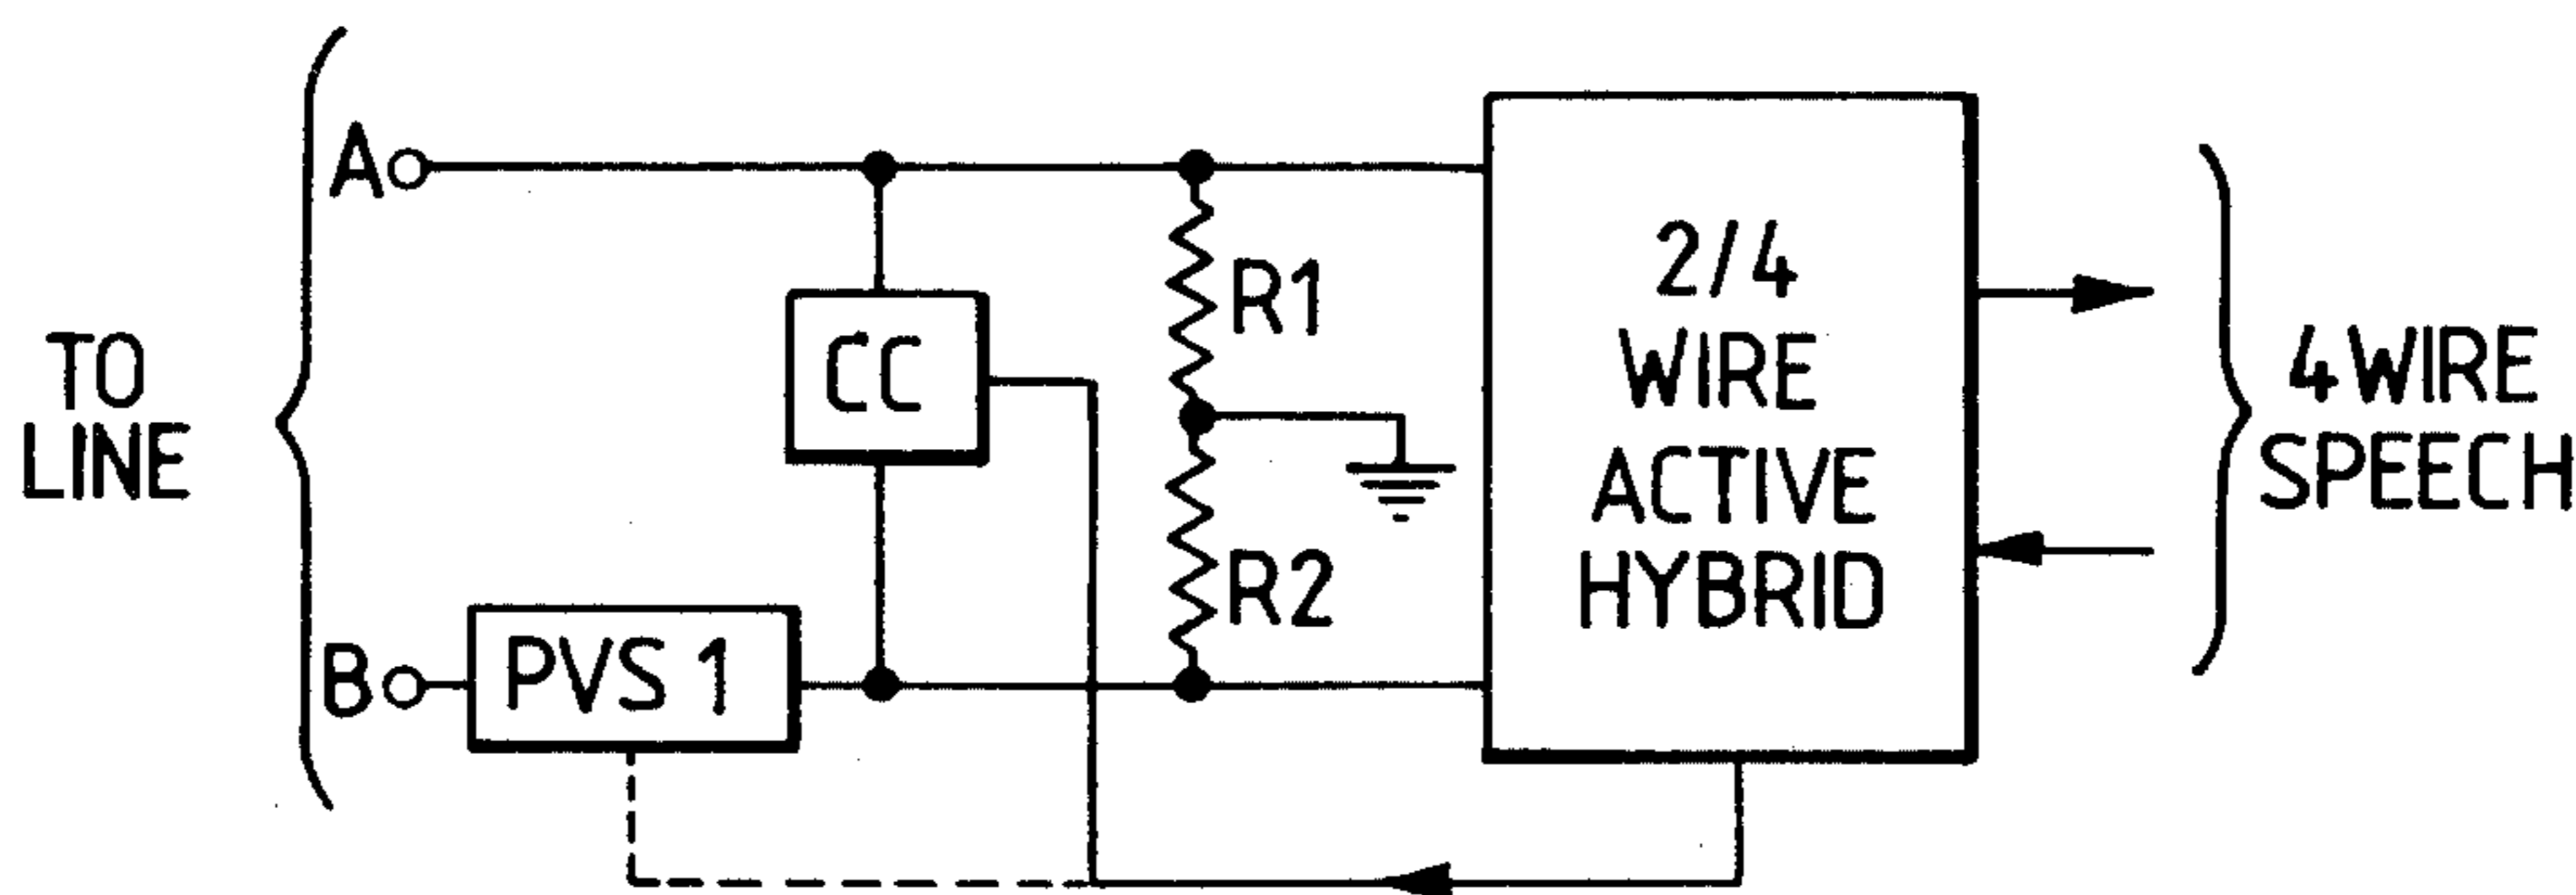 A
TO
LINE
B
PVS 1
CC
R1
R2
2/4
WIRE
ACTIVE
HYBRID
4 WIRE
SPEECH